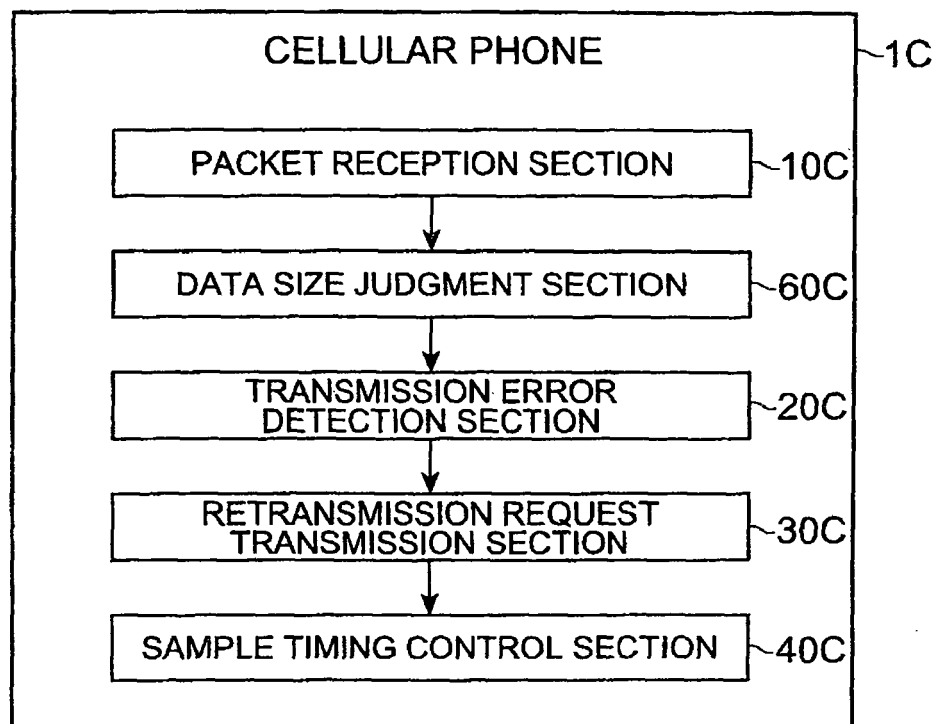 CELLULAR PHONE
1C
PACKET RECEPTION SECTION
10C
DATA SIZE JUDGMENT SECTION
60C
TRANSMISSION ERROR
DETECTION SECTION
20C
RETRANSMISSION REQUEST
TRANSMISSION SECTION
30C
SAMPLE TIMING CONTROL SECTION
40C